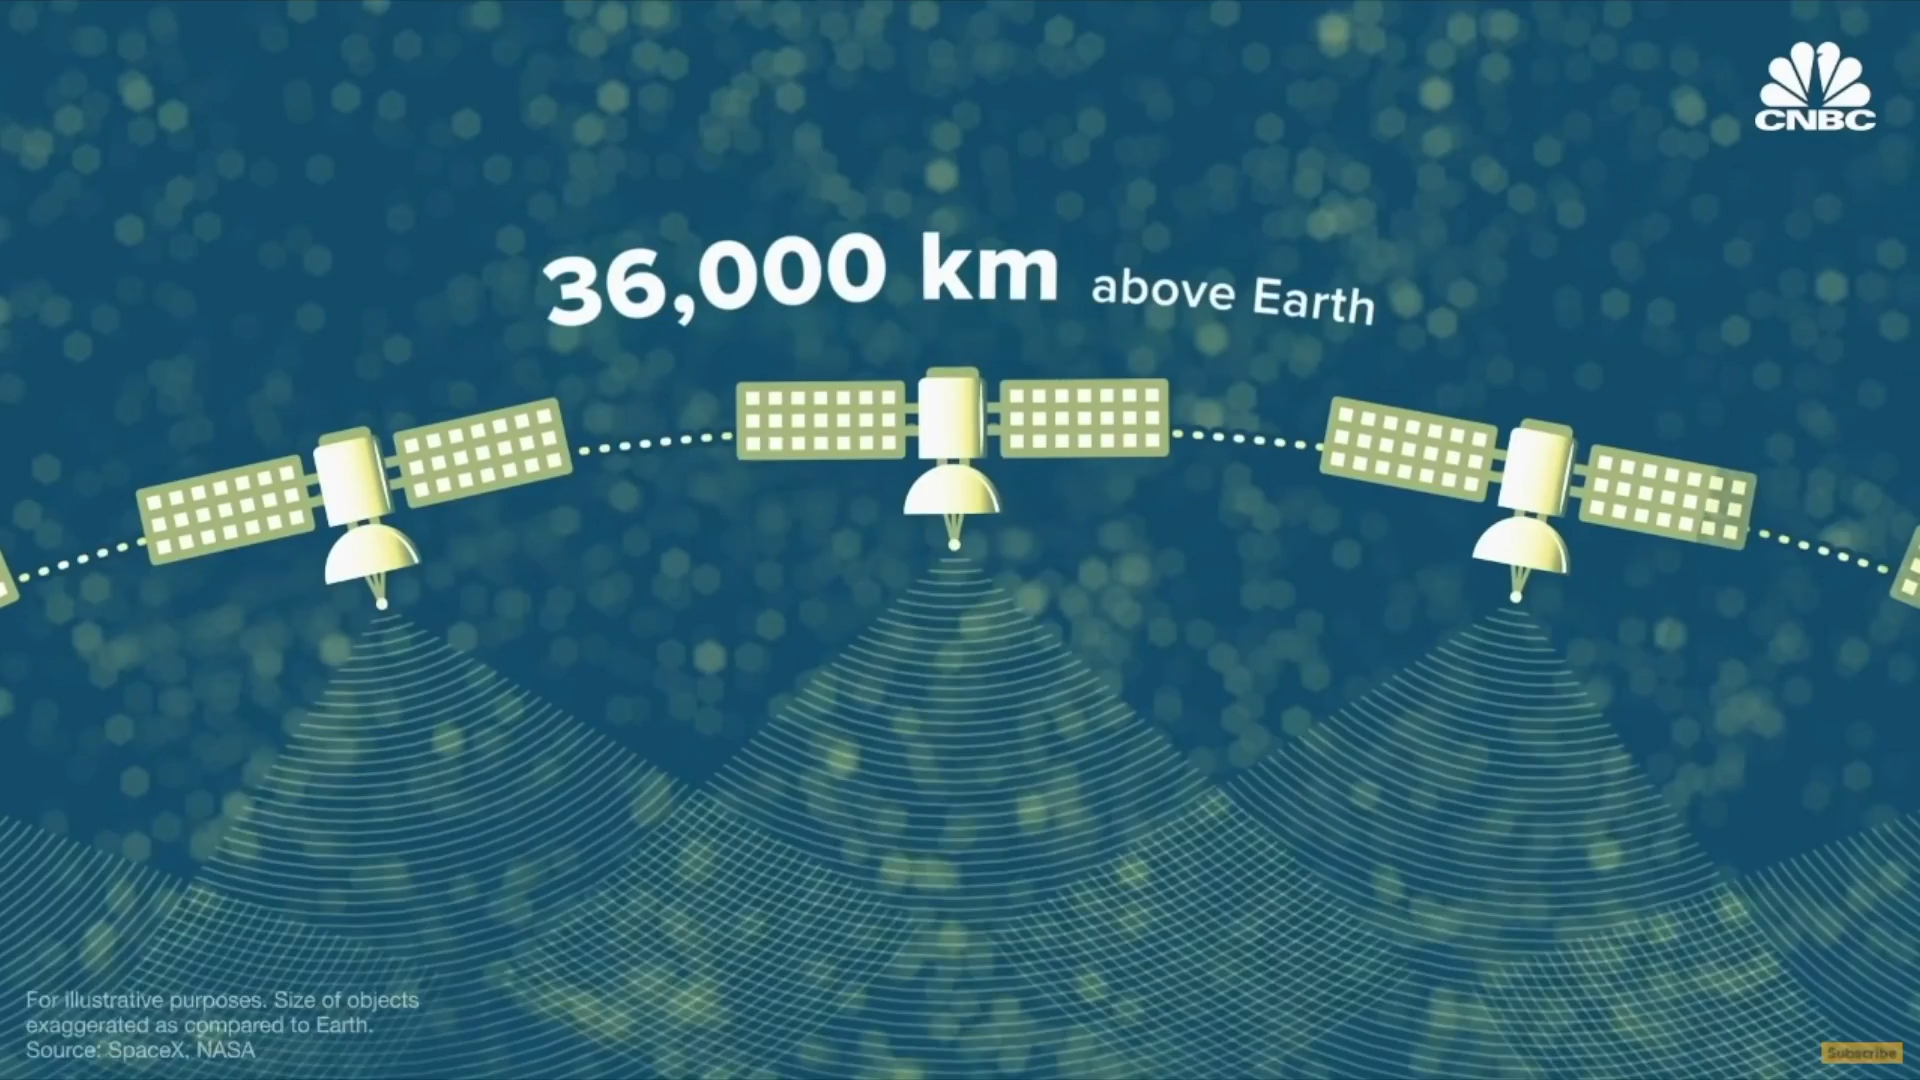 CNBC
36,000 km above Earth
For illustrative purposes. Size of objects
exaggerated as compared to Earth.
Source: SpaceX, NASA
Subscribe